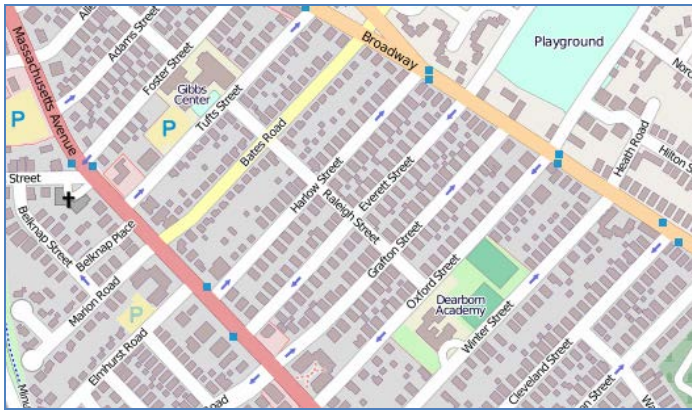 Adams Street
Foster Street
Broadway
Playground
Massachusetts Avenue
Gibbs
Center
Tufts Street
P
P
Bates Road
Heath Road
Hilton S
Harlow Street
Everett Street
Raleigh Street
Street
Belknap Street
Belknap Place
Grafton Street
Oxford Street
Marion Road
Dearborn
Academy
Winter Street
P
Elmhurst Road
Cleveland Street
Road